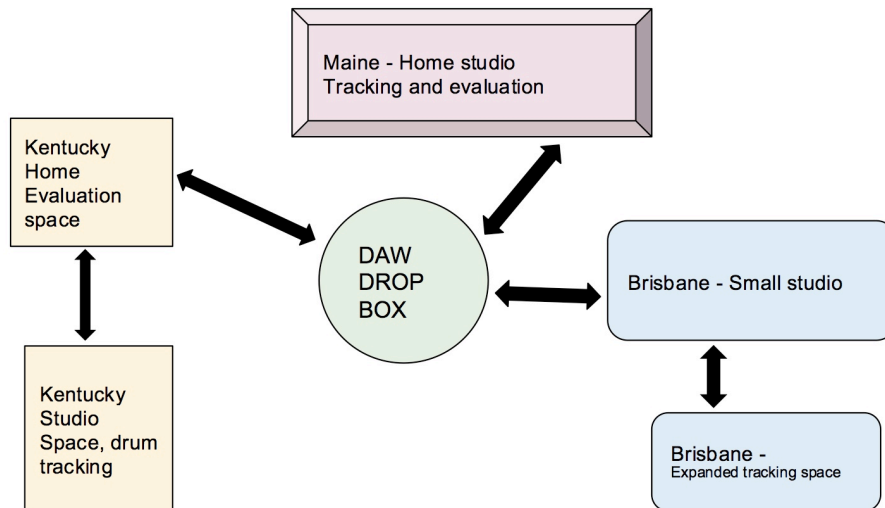 Maine - Home studio
Tracking and evaluation
Kentucky
Home
Evaluation
space
DAW
DROP
BOX
Brisbane - Small studio
Kentucky
Studio
Space, drum
tracking
Brisbane -
Expanded tracking space